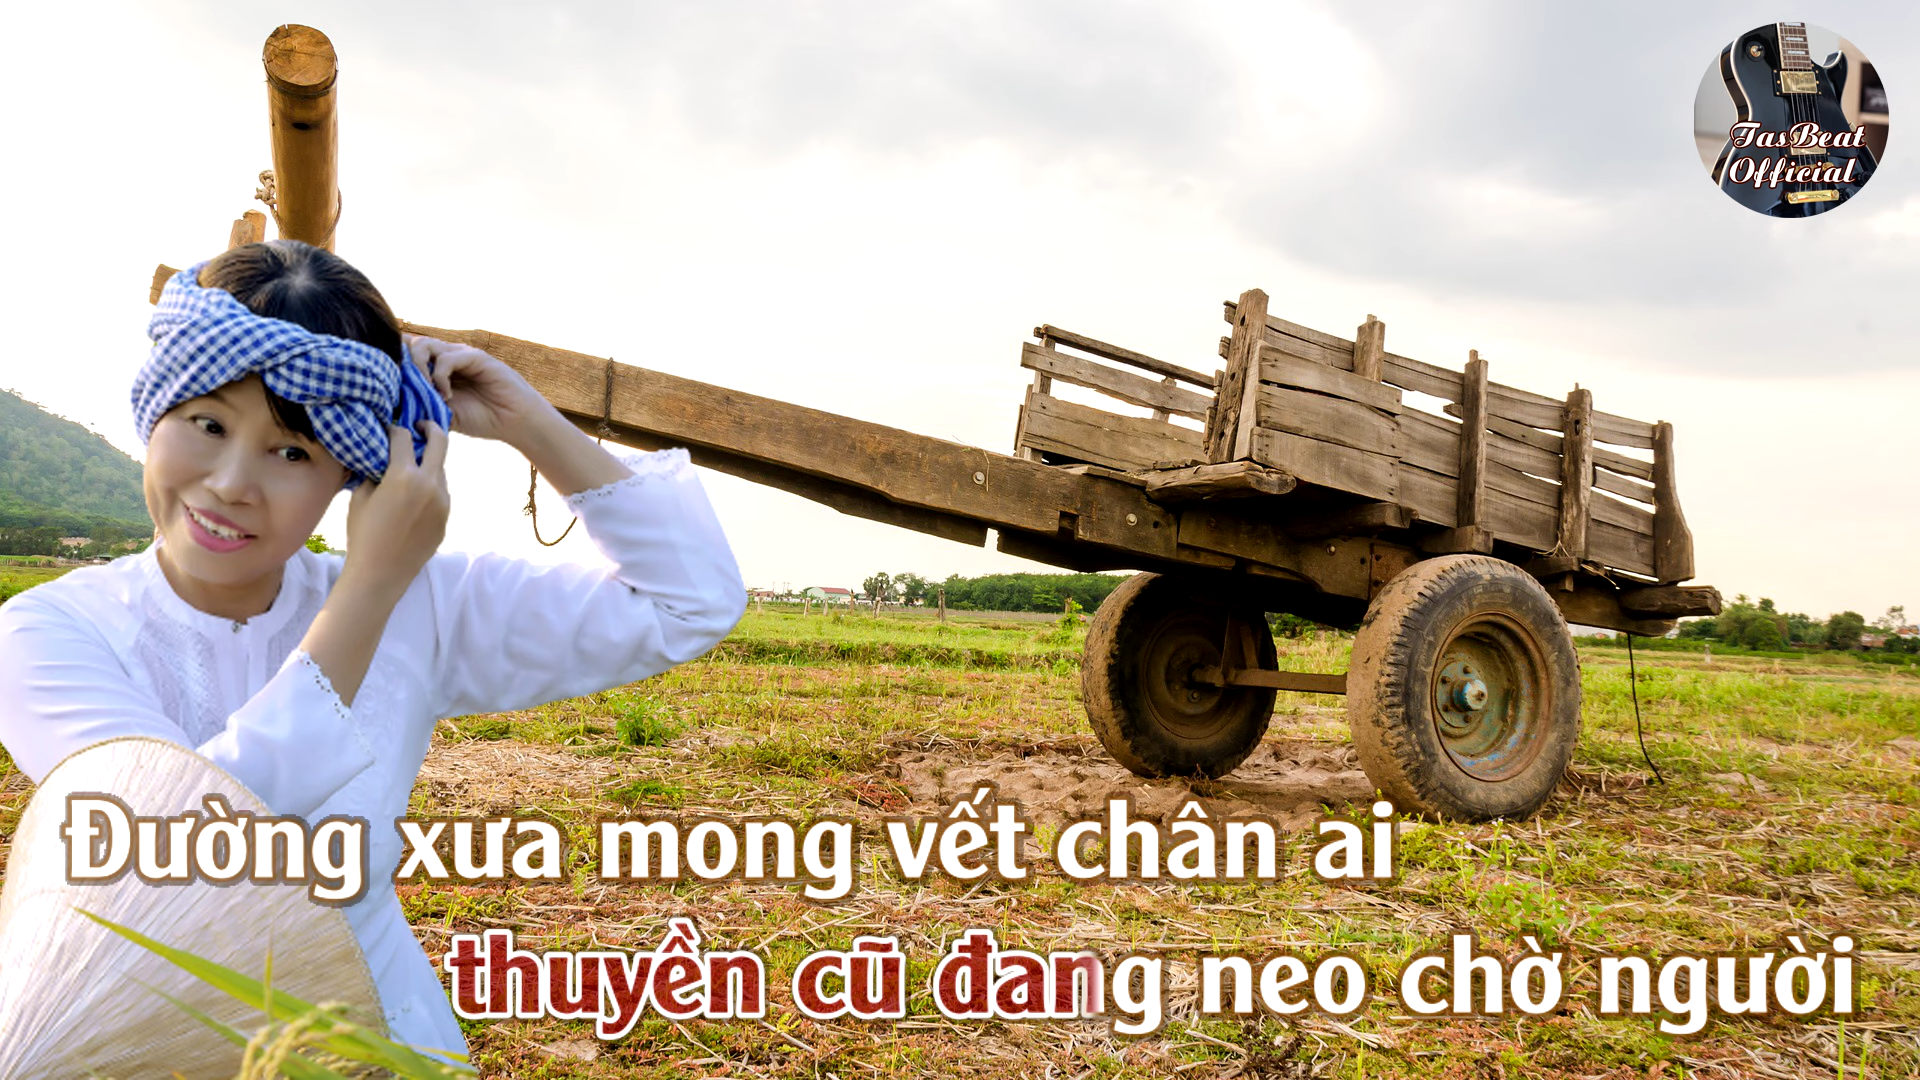 TasBeat
Official
Đường xưa mong vết chân ai
thuyền cũ đang neo chờ người